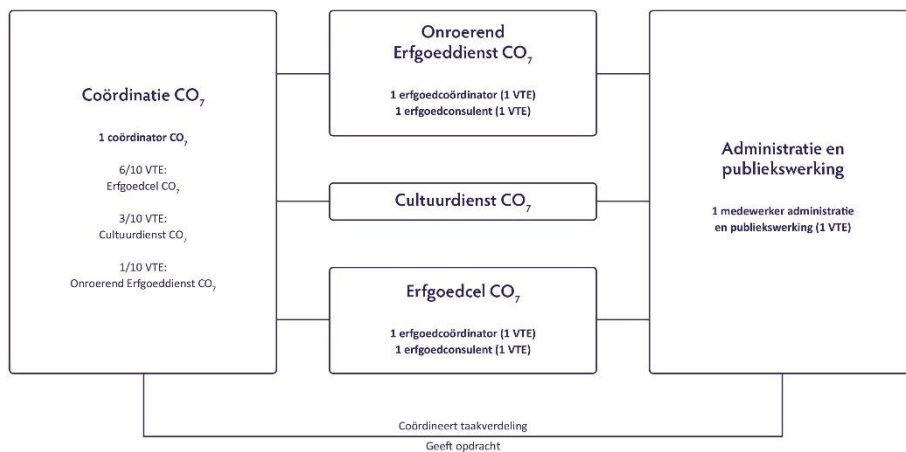 Coördinatie CO₇
1 coördinator CO₇
6/10 VTE:
Erfgoedcel CO₇
3/10 VTE:
Cultuurdienst CO₇
1/10 VTE:
Onroerend Erfgoeddienst CO₇
Onroerend
Erfgoeddienst CO₇
1 erfgoedcoördinator (1 VTE)
1 erfgoedconsulent (1 VTE)
Cultuurdienst CO₇
Erfgoedcel CO₇
1 erfgoedcoördinator (1 VTE)
1 erfgoedconsulent (1 VTE)
Administratie en
publiekswerking
1 medewerker administratie
en publiekswerking (1 VTE)
Coördineert taakverdeling
Geeft opdracht